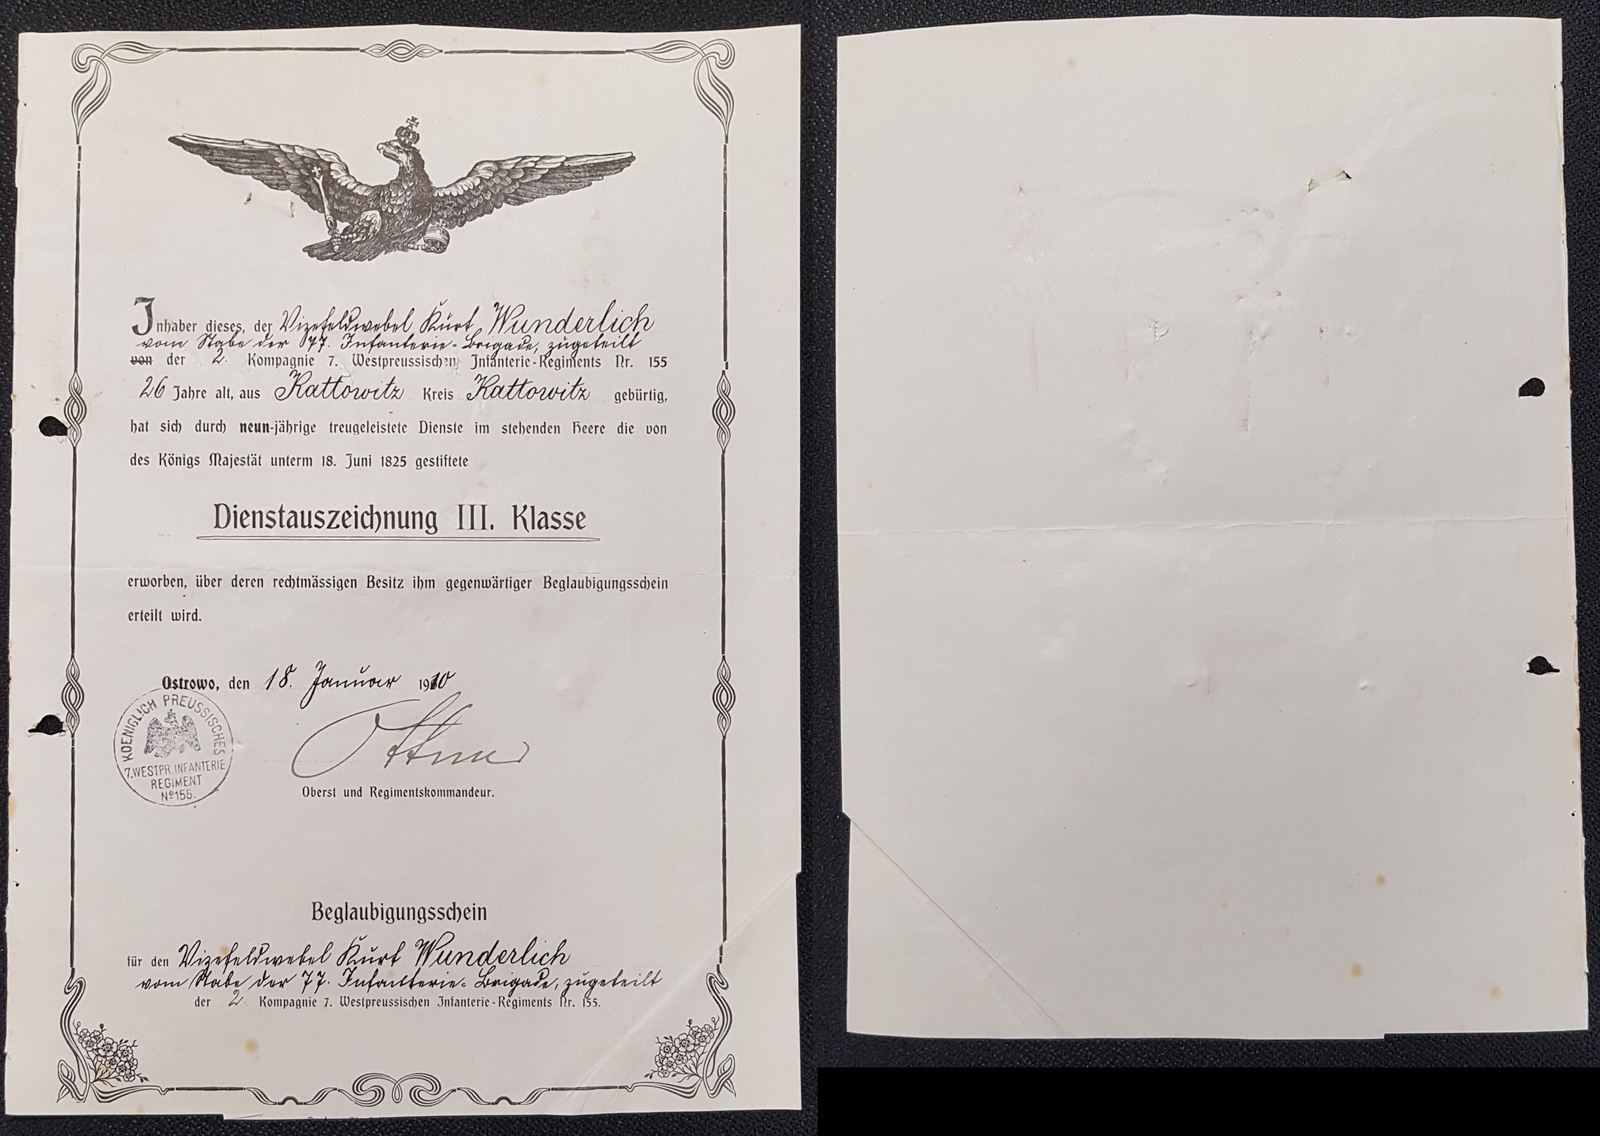 Inhaber dieses, der Vizefeldwebel Kurt Wunderlich
vom Stabe der 77. Infanterie-Brigade, zugeteilt
von der 2. Kompagnie 7. Westpreussischen Infanterie-Regiments Nr. 155
26 Jahre alt, aus Kattowitz Kreis Kattowitz gebürtig,
hat sich durch neun-jährige treugeleistete Dienste im stehenden Heere die von
des Königs Majestät unterm 18. Juni 1825 gestiftete
Dienstauszeichnung III. Klasse
erworben, über deren rechtmässigen Besitz ihm gegenwärtiger Beglaubigungsschein
erteilt wird.
Ostrowo, den 18. Januar 1910
KOENIGLICH PREUSSISCHES
7. WESTPR. INFANTERIE
REGIMENT
No 155.
Oberst und Regimentskommandeur.
Beglaubigungsschein
für den Vizefeldwebel Kurt Wunderlich
vom Stabe der 77. Infanterie-Brigade, zugeteilt
der 2. Kompagnie 7. Westpreussischen Infanterie-Regiments Nr. 155.